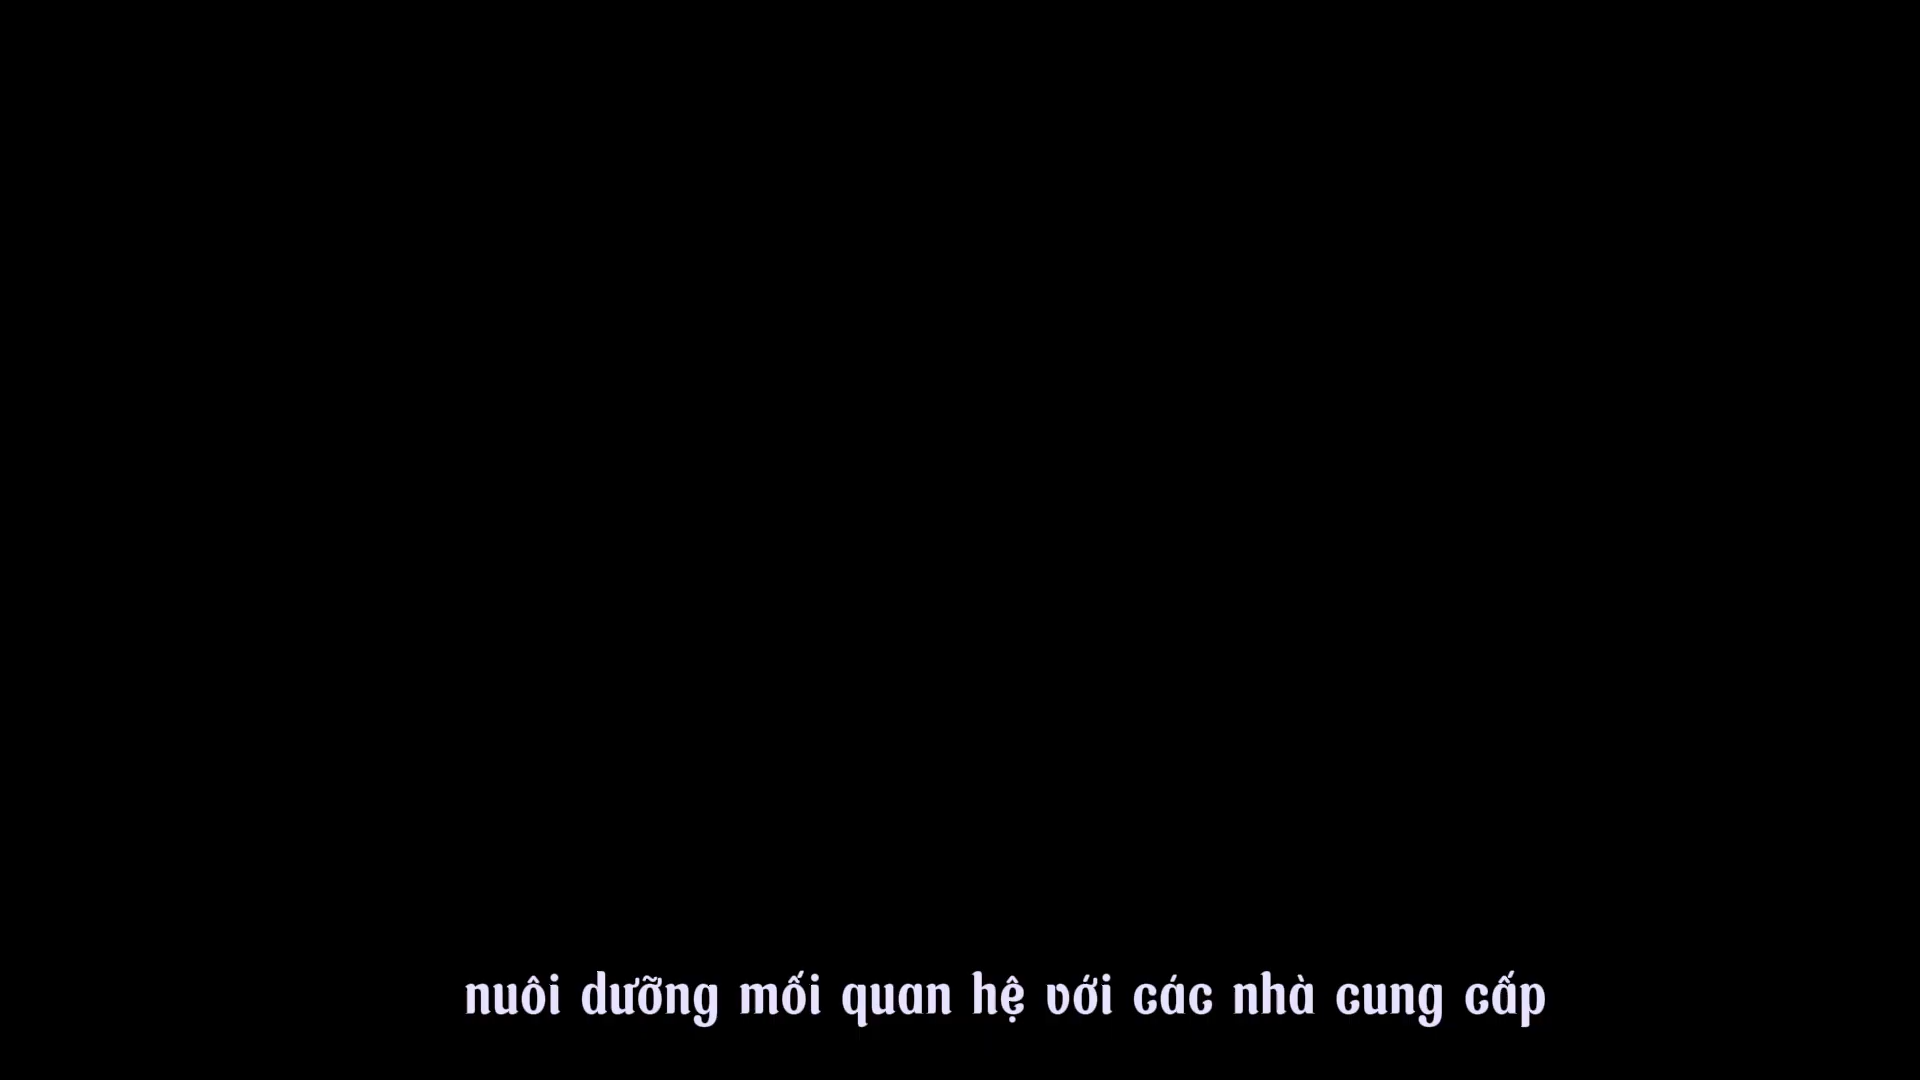 nuôi dưỡng mối quan hệ với các nhà cung cấp